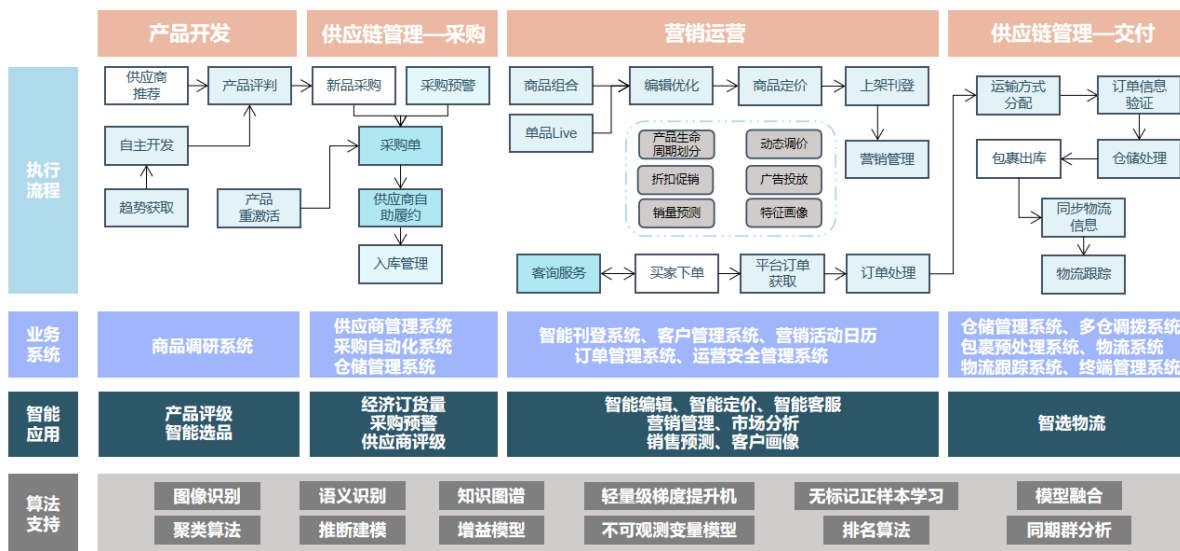 产品开发
供应链管理—采购
营销运营
供应链管理—交付
执行
流程
供应商
推荐
产品评判
自主开发
趋势获取
产品
重激活
新品采购
采购预警
采购单
供应商自
助履约
入库管理
商品组合
编辑优化
商品定价
上架刊登
单品Live
营销管理
产品生命
周期划分
动态调价
折扣促销
广告投放
销量预测
特征画像
客询服务
买家下单
平台订单
获取
订单处理
运输方式
分配
订单信息
验证
包裹出库
仓储处理
同步物流
信息
物流跟踪
业务
系统
商品调研系统
供应商管理系统
采购自动化系统
仓储管理系统
智能刊登系统、客户管理系统、营销活动日历
订单管理系统、运营安全管理系统
仓储管理系统、多仓调拨系统
包裹预处理系统、物流系统
物流跟踪系统、终端管理系统
智能
应用
产品评级
智能选品
经济订货量
采购预警
供应商评级
智能编辑、智能定价、智能客服
营销管理、市场分析
销售预测、客户画像
智选物流
算法
支持
图像识别
语义识别
知识图谱
轻量级梯度提升机
无标记正样本学习
模型融合
聚类算法
推断建模
增益模型
不可观测变量模型
排名算法
同期群分析